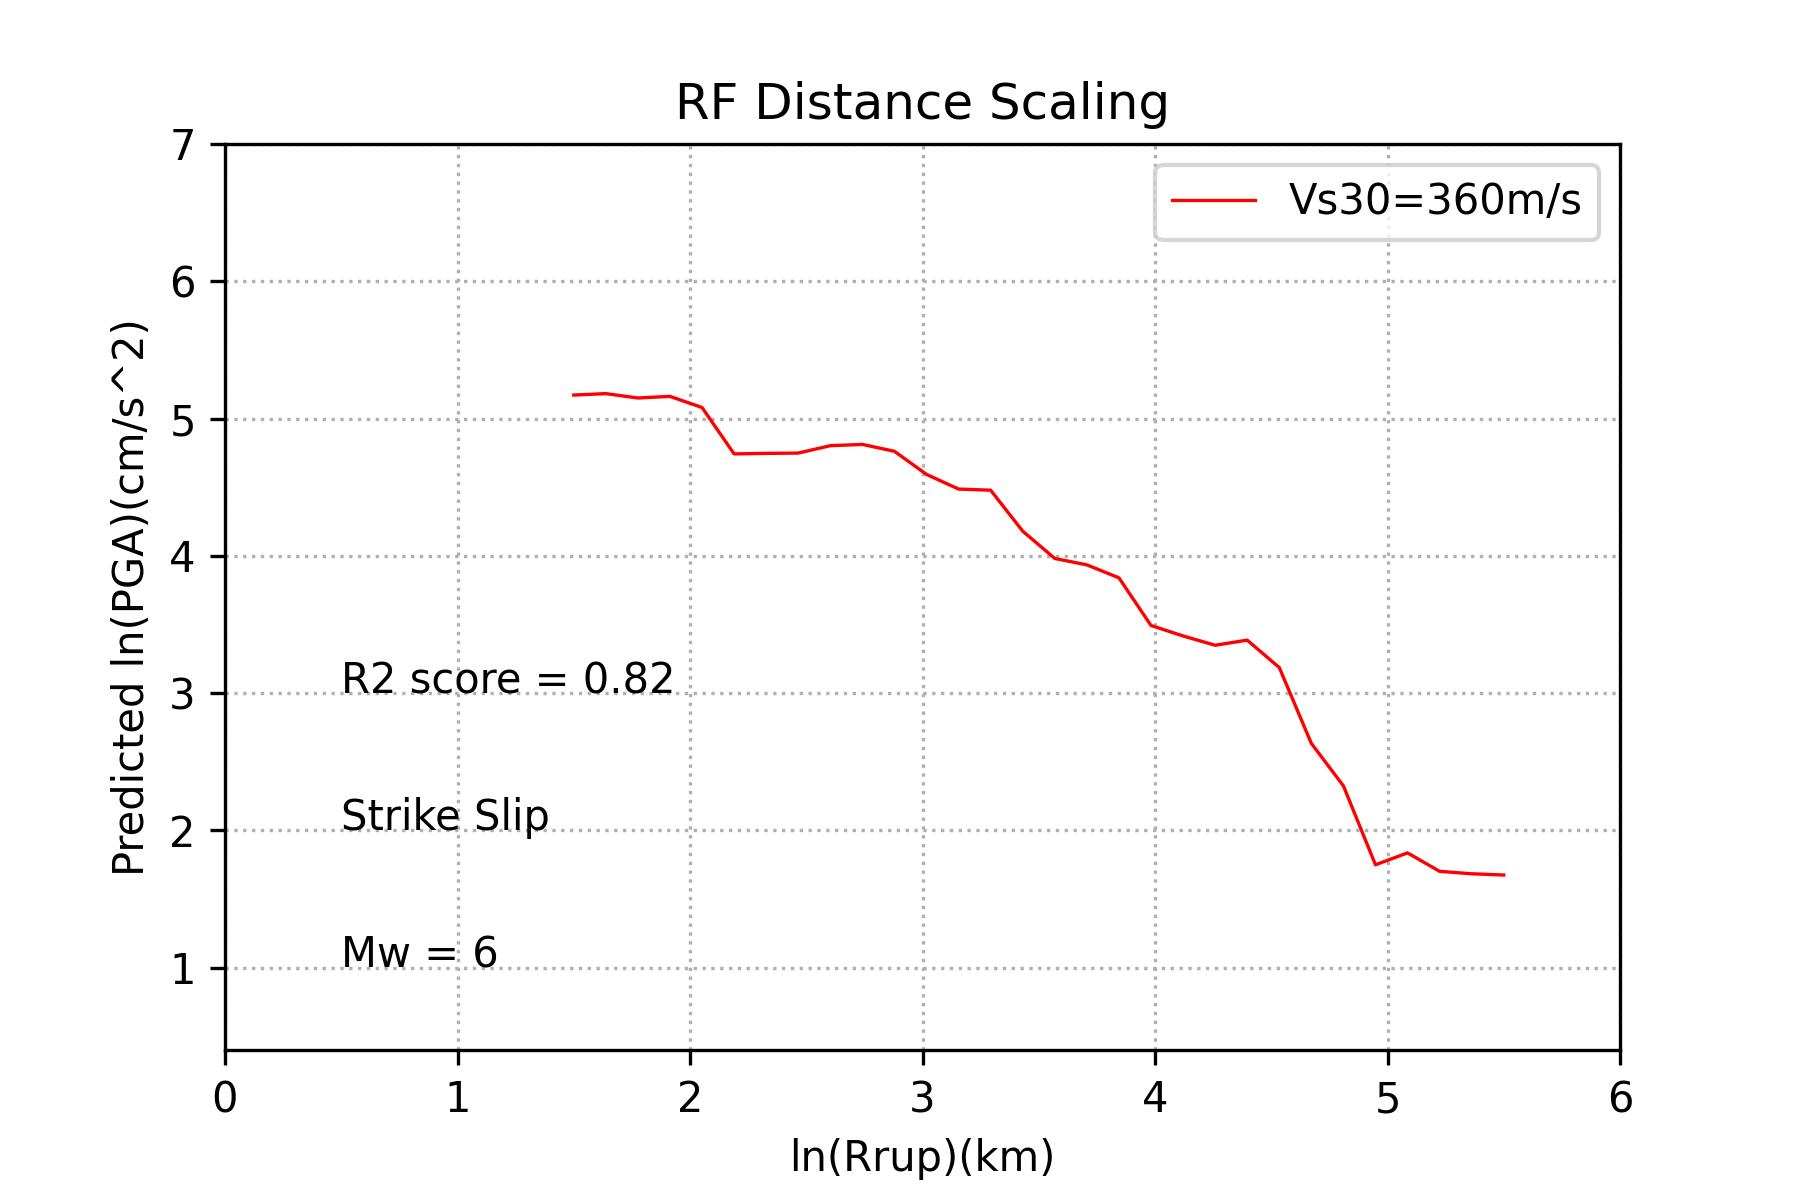 RF Distance Scaling
Vs30=360m/s
Predicted ln(PGA)(cm/s^2)
7
6
5
4
3
2
1
R2 score = 0.82
Strike Slip
Mw = 6
0 1 2 3 4 5 6
ln(Rrup)(km)